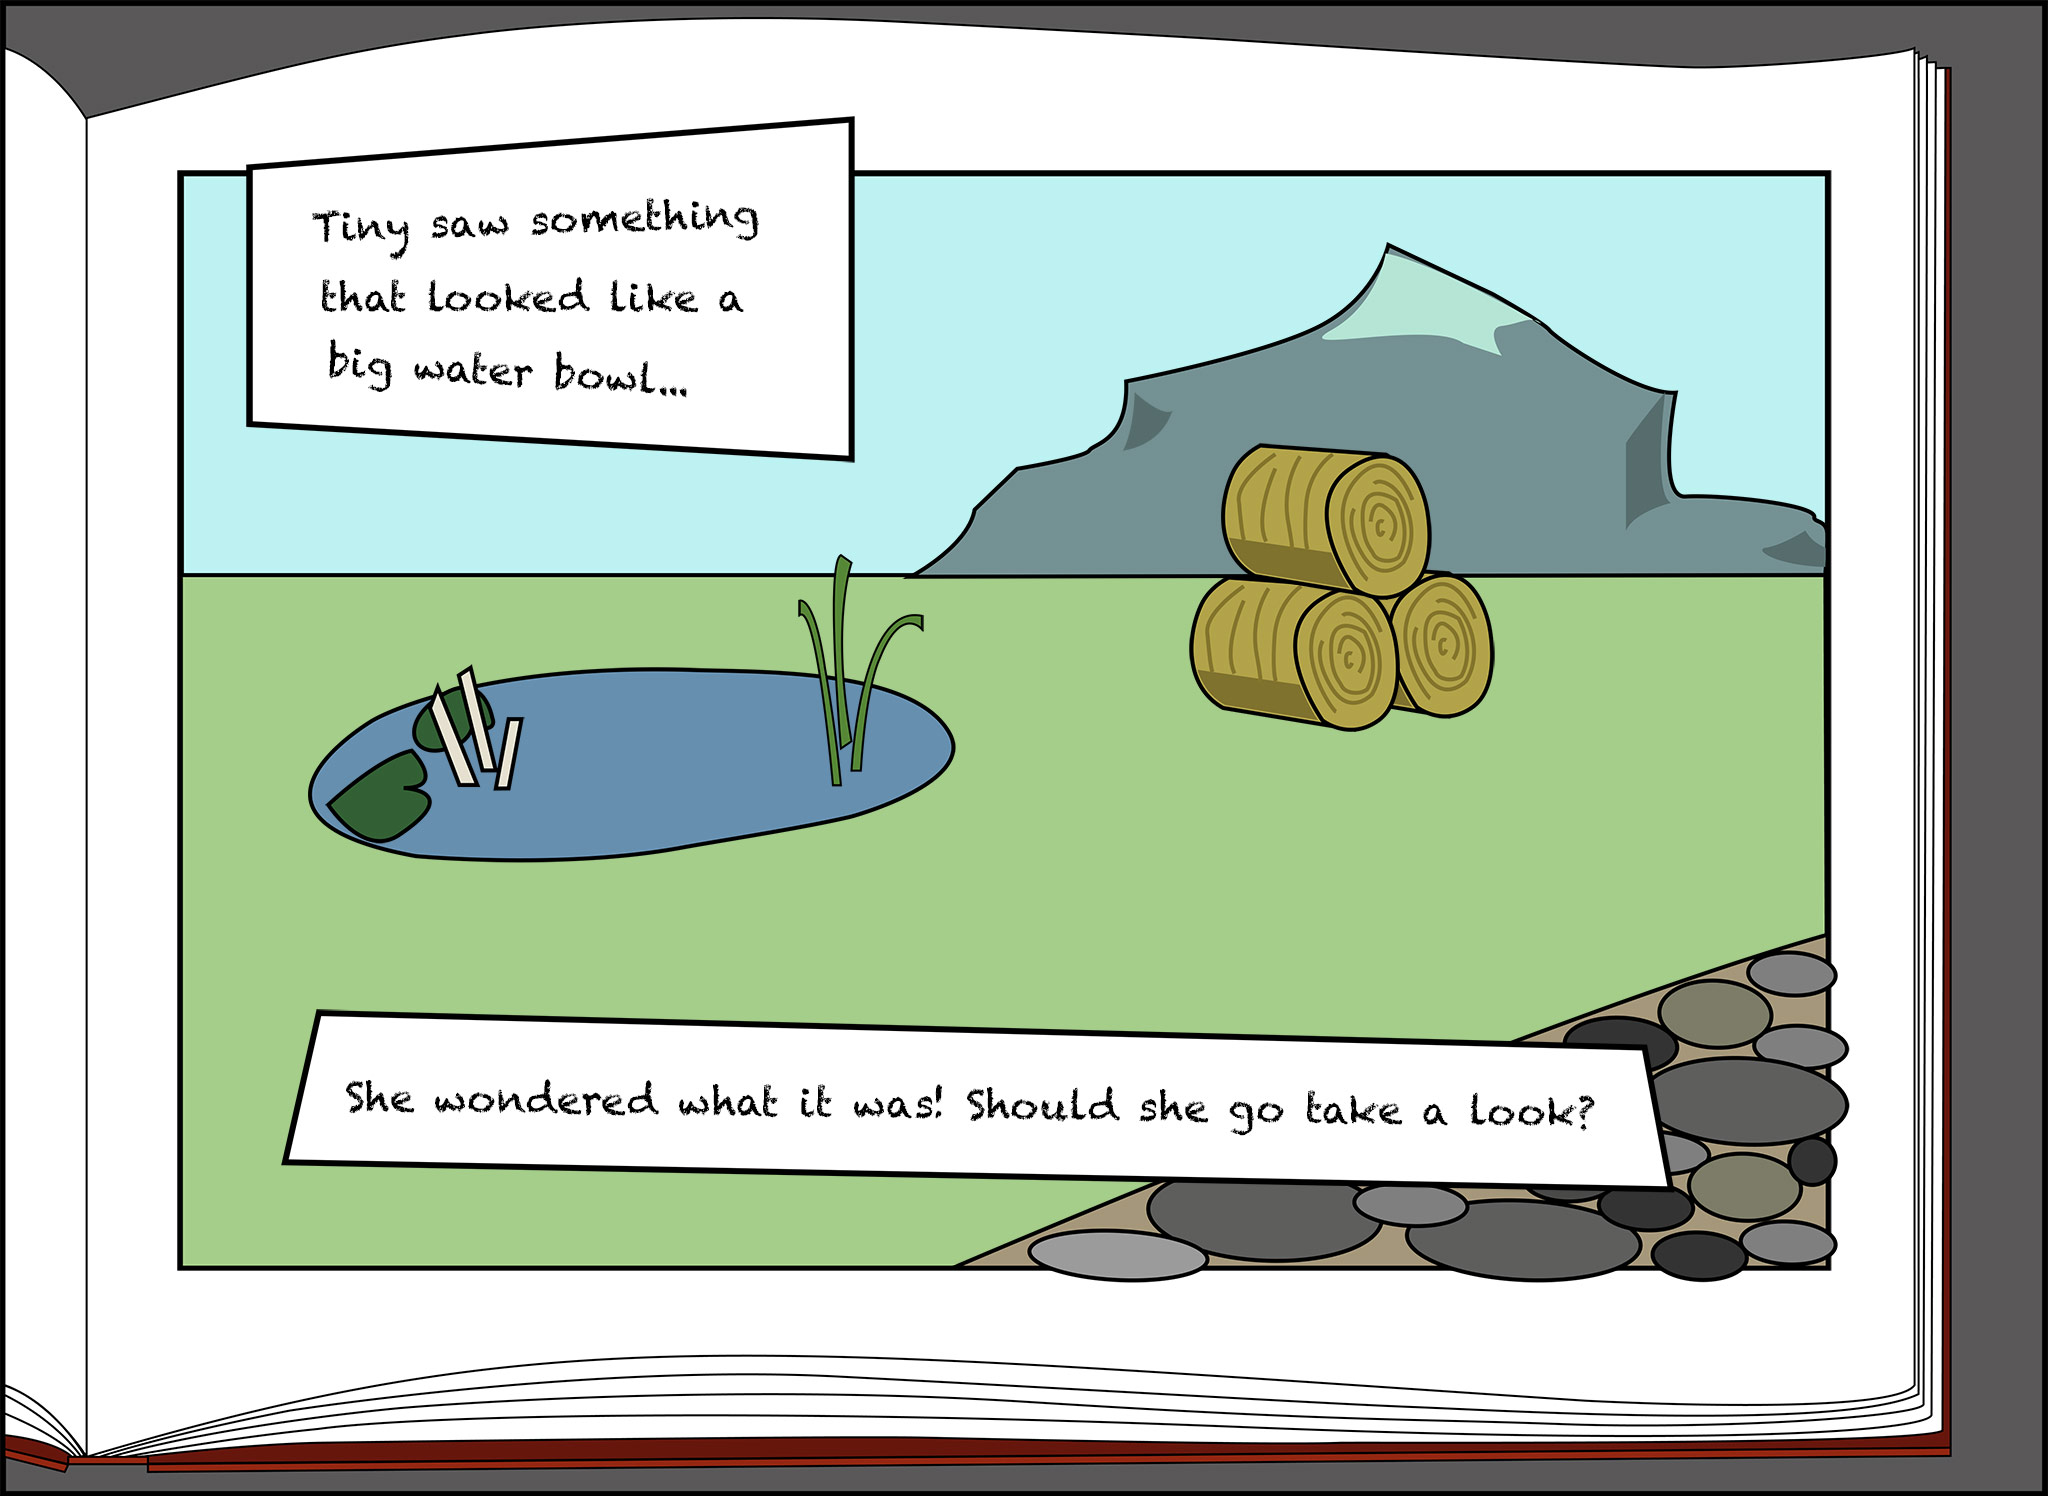 Tiny saw something
that looked like a
big water bowl...
She wondered what it was! Should she go take a look?